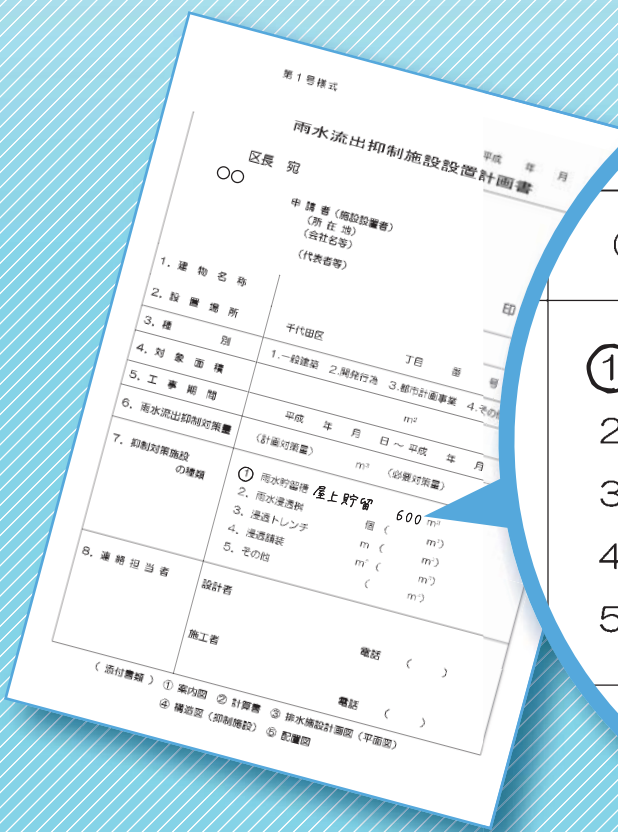 第1号様式
平成 年 月
雨水流出抑制施設設置計画書
○○ 区長 宛
申請者(施設設置者)
(所在地)
(会社名等)
(代表者等)
印
1. 建物名称
2. 設置場所 千代田区 丁目 番 号
3. 種別 1.一般建築 2.開発行為 3.都市計画事業 4.その他
4. 対象面積 m²
5. 工事期間 平成 年 月 日 ~ 平成 年 月
6. 雨水流出抑制対策量 (計画対策量) m³ (必要対策量)
7. 抑制対策施設の種類
① 雨水貯留槽 屋上貯留 600 m³
2. 雨水浸透桝 個 ( m³)
3. 浸透トレンチ m ( m³)
4. 浸透舗装 m² ( m³)
5. その他 ( m³)
8. 連絡担当者 設計者
電話 ( )
施工者
電話 ( )
(添付書類) ① 案内図 ② 計算書 ③ 排水施設計画図(平面図)
④ 構造図(抑制施設) ⑤ 配置図
①
2
3
4
5